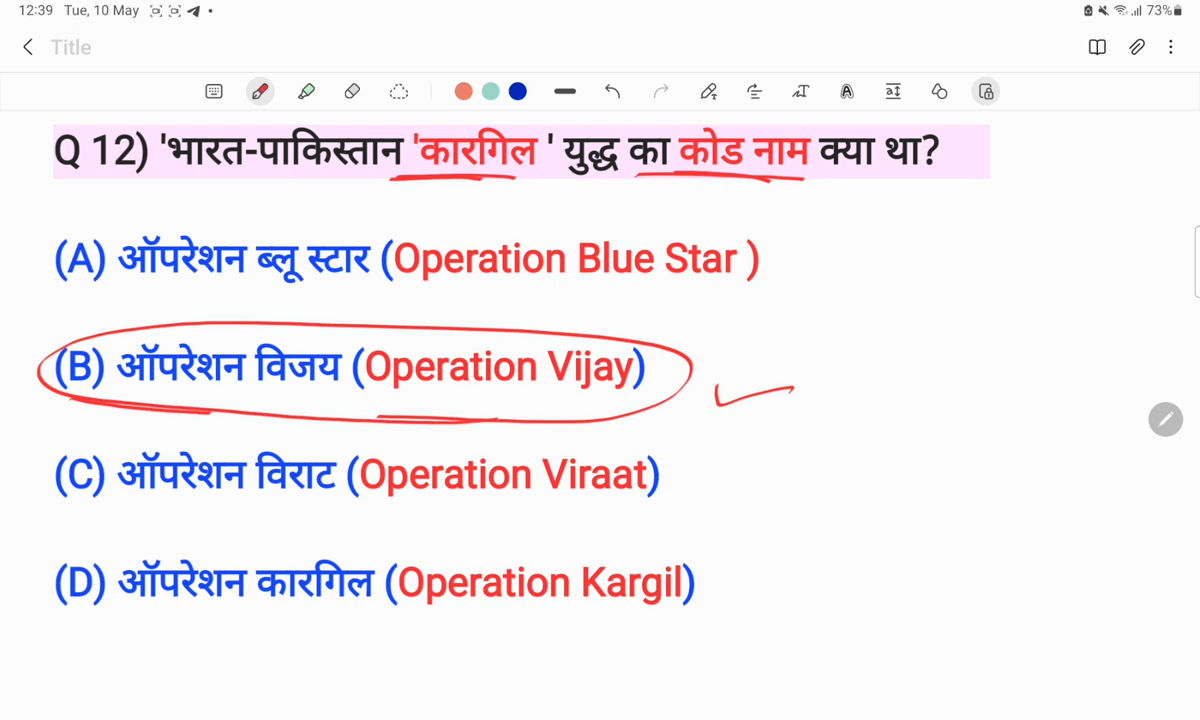 12:39 Tue, 10 May 73%
Title
Q 12) 'भारत-पाकिस्तान 'कारगिल ' युद्ध का कोड नाम क्या था?
(A) ऑपरेशन ब्लू स्टार (Operation Blue Star )
(B) ऑपरेशन विजय (Operation Vijay)
(C) ऑपरेशन विराट (Operation Viraat)
(D) ऑपरेशन कारगिल (Operation Kargil)